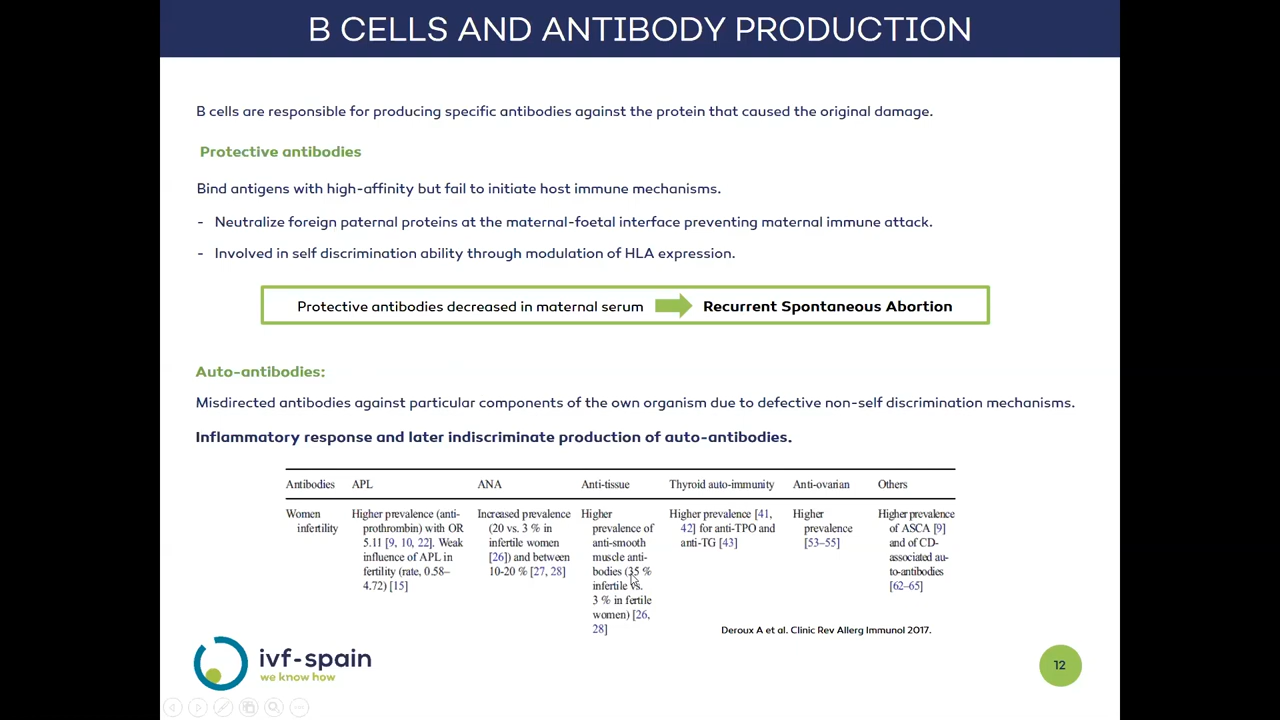 B CELLS AND ANTIBODY PRODUCTION
B cells are responsible for producing specific antibodies against the protein that caused the original damage.
Protective antibodies
Bind antigens with high-affinity but fail to initiate host immune mechanisms.
- Neutralize foreign paternal proteins at the maternal-foetal interface preventing maternal immune attack.
- Involved in self discrimination ability through modulation of HLA expression.
Protective antibodies decreased in maternal serum Recurrent Spontaneous Abortion
Auto-antibodies:
Misdirected antibodies against particular components of the own organism due to defective non-self discrimination mechanisms.
Inflammatory response and later indiscriminate production of auto-antibodies.
Antibodies APL ANA Anti-tissue Thyroid auto-immunity Anti-ovarian Others
Women
infertility
Higher prevalence (anti-
prothrombin) with OR
5.11 [9, 10, 22]. Weak
influence of APL in
fertility (rate, 0.58–
4.72) [15]
Increased prevalence
(20 vs. 3 % in
infertile women
[26]) and between
10-20 % [27, 28]
Higher
prevalence of
anti-smooth
muscle anti-
bodies (35 %
infertile vs.
3 % in fertile
women) [26,
28]
Higher prevalence [41,
42] for anti-TPO and
anti-TG [43]
Higher
prevalence
[53–55]
Higher prevalence
of ASCA [9]
and of CD-
associated au-
to-antibodies
[62–65]
Deroux A et al. Clinic Rev Allerg Immunol 2017.
ivf-spain
we know how
12